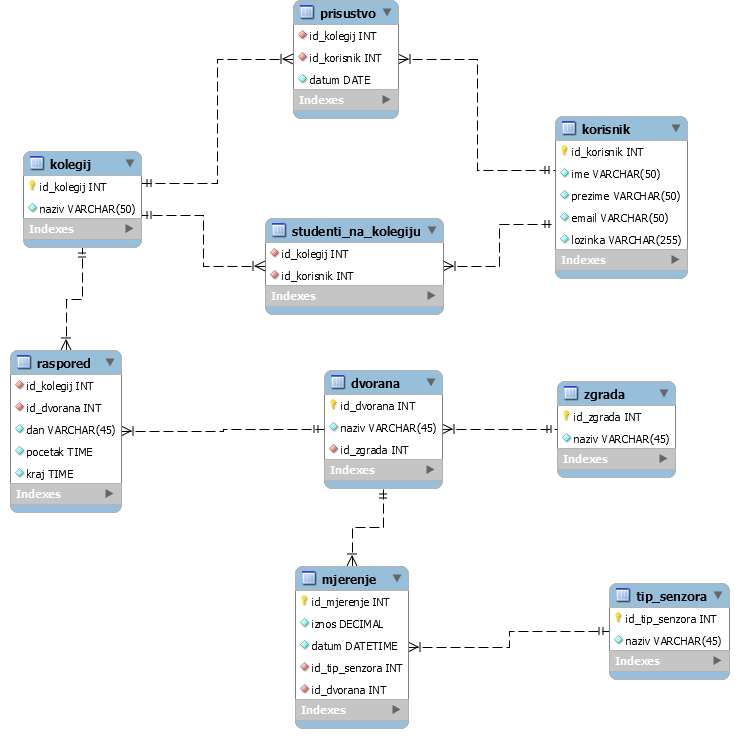 prisustvo
id_kolegij INT
id_korisnik INT
datum DATE
Indexes
korisnik
id_korisnik INT
ime VARCHAR(50)
prezime VARCHAR(50)
email VARCHAR(50)
lozinka VARCHAR(255)
Indexes
kolegij
id_kolegij INT
naziv VARCHAR(50)
Indexes
studenti_na_kolegiju
id_kolegij INT
id_korisnik INT
Indexes
raspored
id_kolegij INT
id_dvorana INT
dan VARCHAR(45)
pocetak TIME
kraj TIME
Indexes
dvorana
id_dvorana INT
naziv VARCHAR(45)
id_zgrada INT
Indexes
zgrada
id_zgrada INT
naziv VARCHAR(45)
Indexes
mjerenje
id_mjerenje INT
iznos DECIMAL
datum DATETIME
id_tip_senzora INT
id_dvorana INT
Indexes
tip_senzora
id_tip_senzora INT
naziv VARCHAR(45)
Indexes